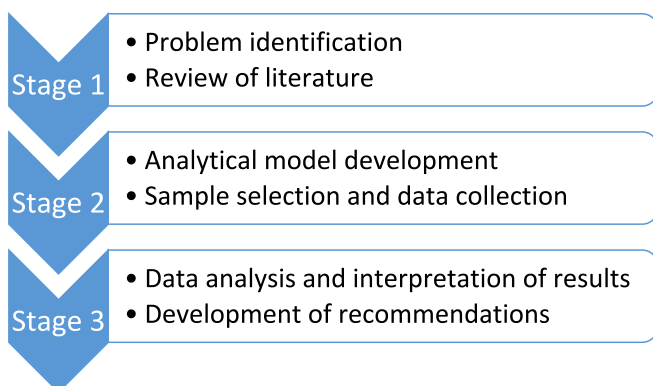 Stage 1
• Problem identification
• Review of literature
Stage 2
• Analytical model development
• Sample selection and data collection
Stage 3
• Data analysis and interpretation of results
• Development of recommendations